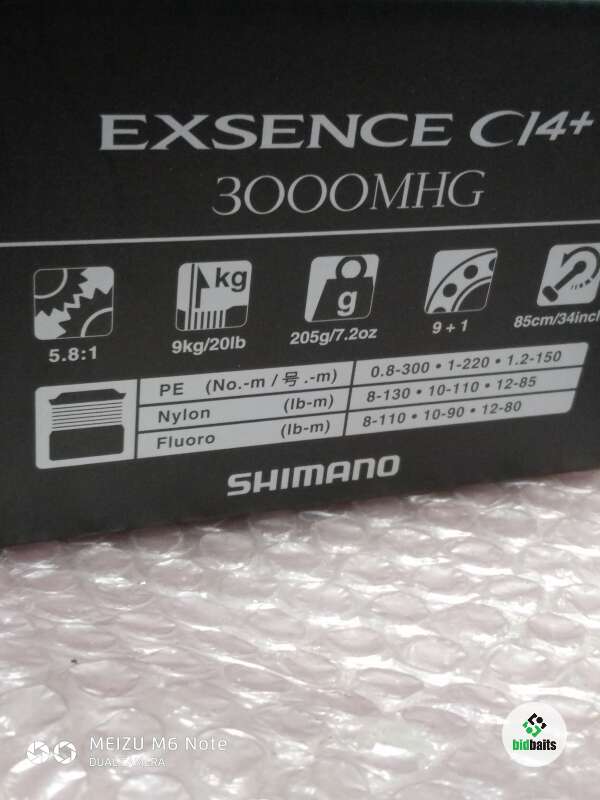 EXSENCE CI4+
3000MHG
kg
g
5.8:1
9kg/20lb
205g/7.2oz
9+1
85cm/34inch
PE (No.-m/号.-m) 0.8-300 • 1-220 • 1.2-150
Nylon (lb-m) 8-130 • 10-110 • 12-85
Fluoro (lb-m) 8-110 • 10-90 • 12-80
SHIMANO
MEIZU M6 Note
DUAL CAMERA
bidbaits